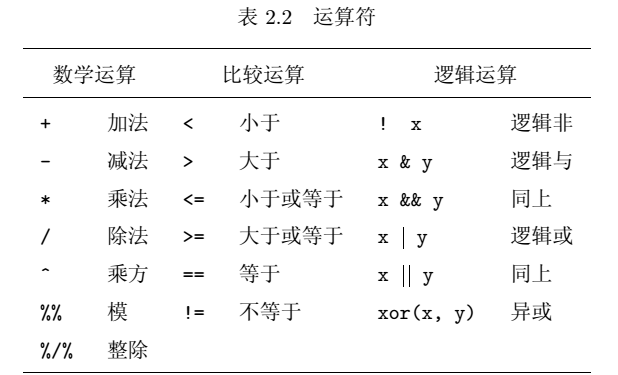 表 2.2 运算符
数学运算 比较运算 逻辑运算
+ 加法 < 小于 ! x 逻辑非
- 减法 > 大于 x & y 逻辑与
* 乘法 <= 小于或等于 x && y 同上
/ 除法 >= 大于或等于 x | y 逻辑或
^ 乘方 == 等于 x || y 同上
%% 模 != 不等于 xor(x, y) 异或
%/% 整除